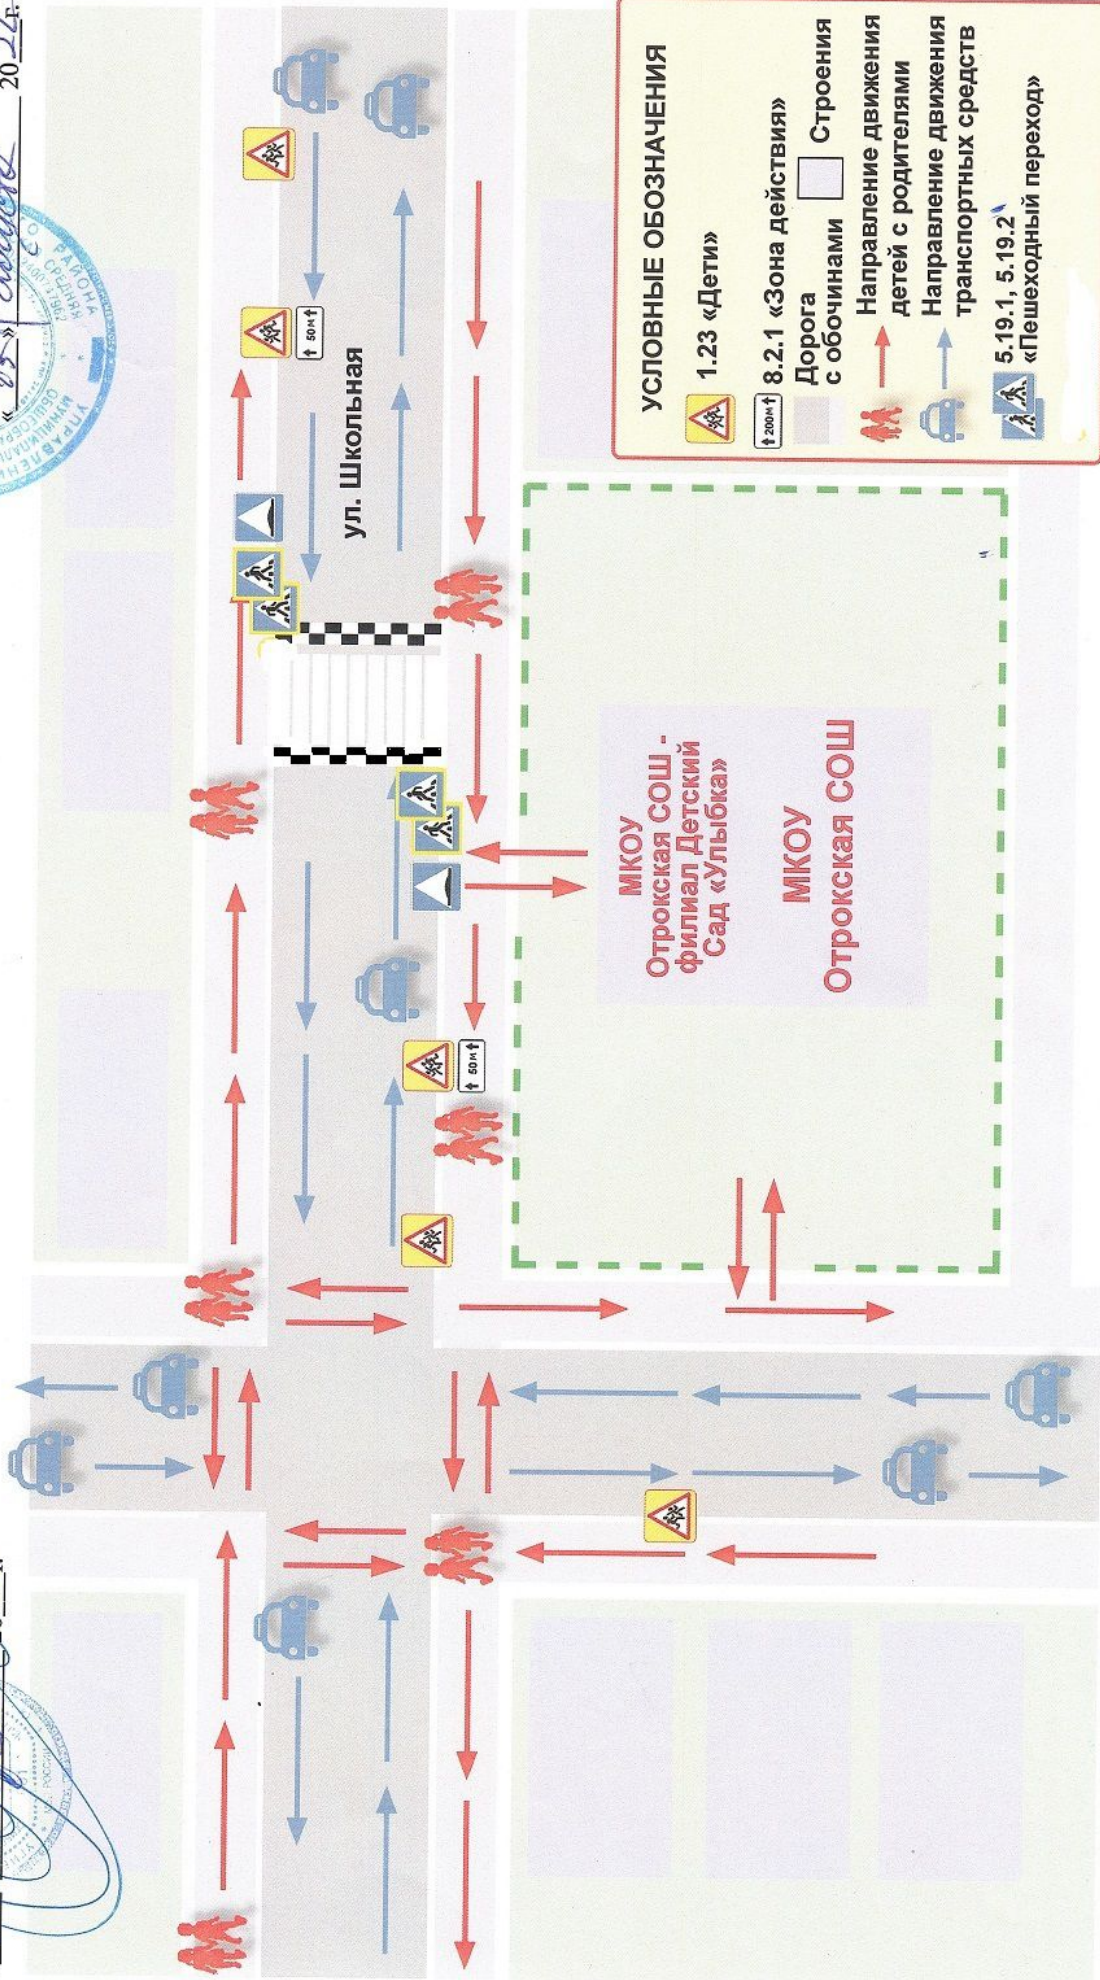 20 22 г.
ул. Школьная
50 м
50 м
МКОУ
Отрокская СОШ -
филиал Детский
Сад «Улыбка»
МКОУ
Отрокская СОШ
УСЛОВНЫЕ ОБОЗНАЧЕНИЯ
1.23 «Дети»
200 м
8.2.1 «Зона действия»
Дорога
с обочинами
Строения
Направление движения
детей с родителями
Направление движения
транспортных средств
5.19.1, 5.19.2
«Пешеходный переход»